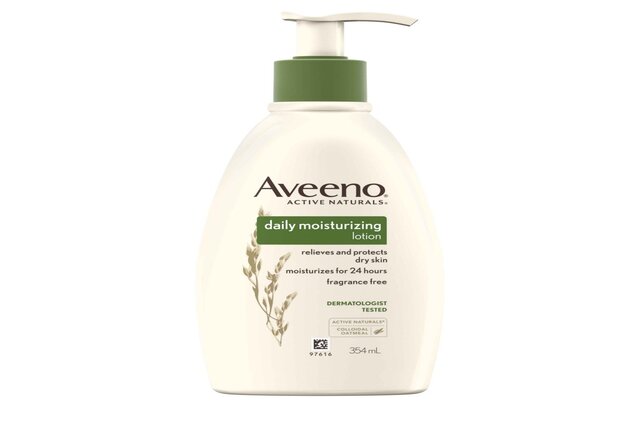 Aveeno®
ACTIVE NATURALS®
daily moisturizing
lotion
relieves and protects
dry skin
moisturizes for 24 hours
fragrance free
DERMATOLOGIST
TESTED
ACTIVE NATURALS®
COLLOIDAL
OATMEAL
97616
354 mL